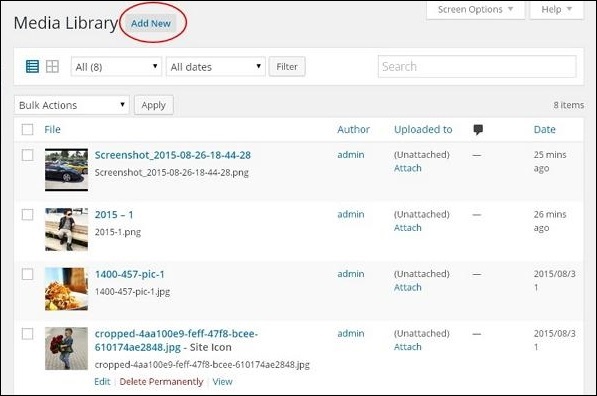 Screen Options Help
Media Library Add New
All (8) All dates Filter Search
Bulk Actions Apply 8 items
File Author Uploaded to Date
Screenshot_2015-08-26-18-44-28 admin (Unattached) — 25 mins
Screenshot_2015-08-26-18-44-28.png Attach ago
2015 – 1 admin (Unattached) — 26 mins
2015-1.png Attach ago
1400-457-pic-1 admin (Unattached) — 2015/08/3
1400-457-pic-1.jpg Attach 1
cropped-4aa100e9-feff-47f8-bcee- admin (Unattached) — 2015/08/3
610174ae2848.jpg - Site Icon Attach 1
cropped-4aa100e9-feff-47f8-bcee-610174ae2848.jpg
Edit | Delete Permanently | View